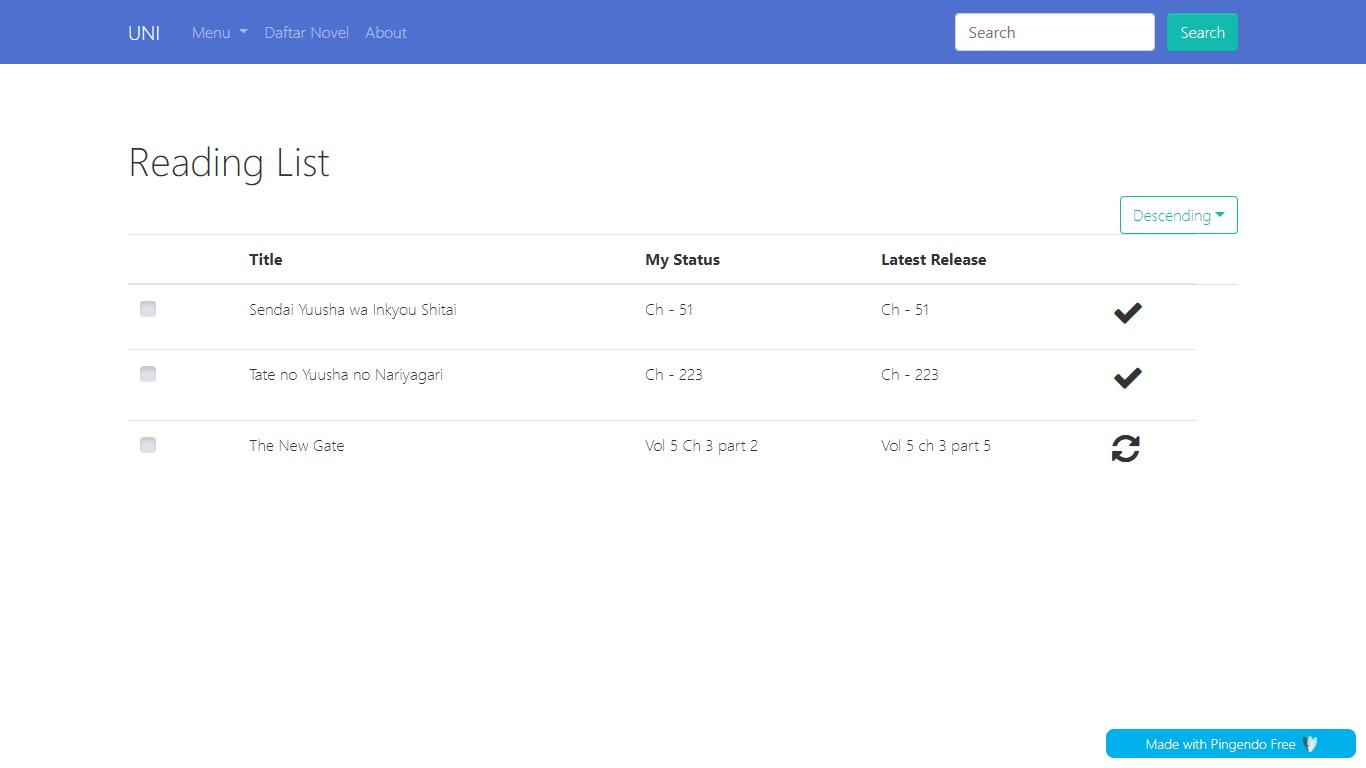 UNI Menu Daftar Novel About Search Search
Reading List
Descending
Title My Status Latest Release
Sendai Yuusha wa Inkyou Shitai Ch - 51 Ch - 51
Tate no Yuusha no Nariyagari Ch - 223 Ch - 223
The New Gate Vol 5 Ch 3 part 2 Vol 5 ch 3 part 5
Made with Pingendo Free